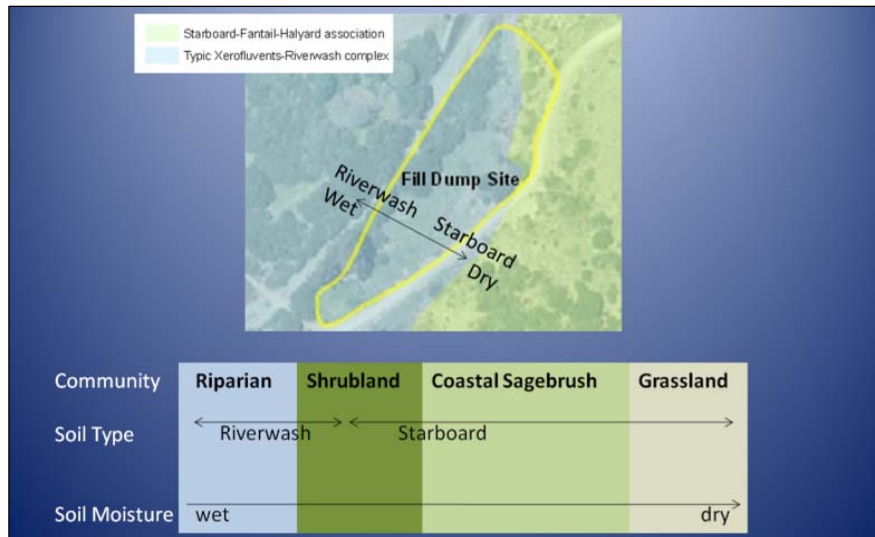 Starboard-Fantail-Halyard association
Typic Xerofluvents-Riverwash complex
Fill Dump Site
Riverwash
Wet
Starboard
Dry
Community Riparian Shrubland Coastal Sagebrush Grassland
Soil Type Riverwash Starboard
Soil Moisture wet dry